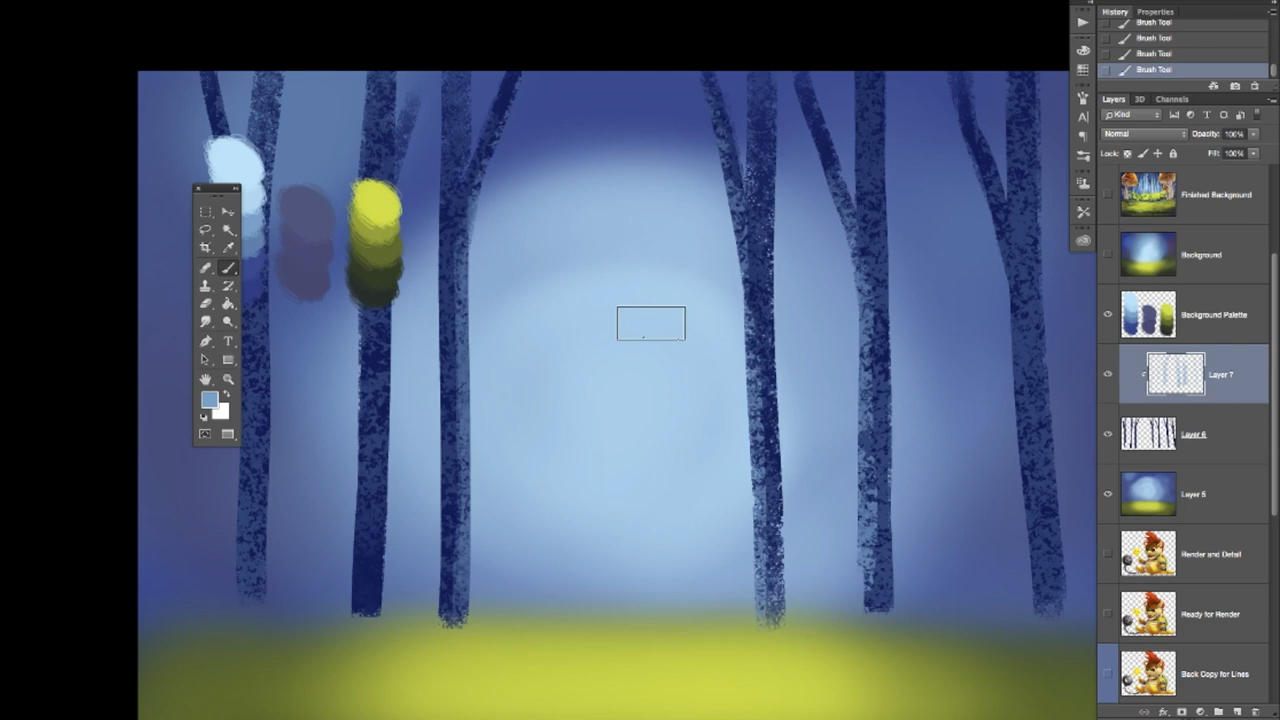 History Properties
Brush Tool
Brush Tool
Brush Tool
Brush Tool
Layers 3D Channels
Kind
Normal Opacity: 100%
Lock: Fill: 100%
Finished Background
Background
Background Palette
Layer 7
Layer 6
Layer 5
Render and Detail
Ready for Render
Back Copy for Lines